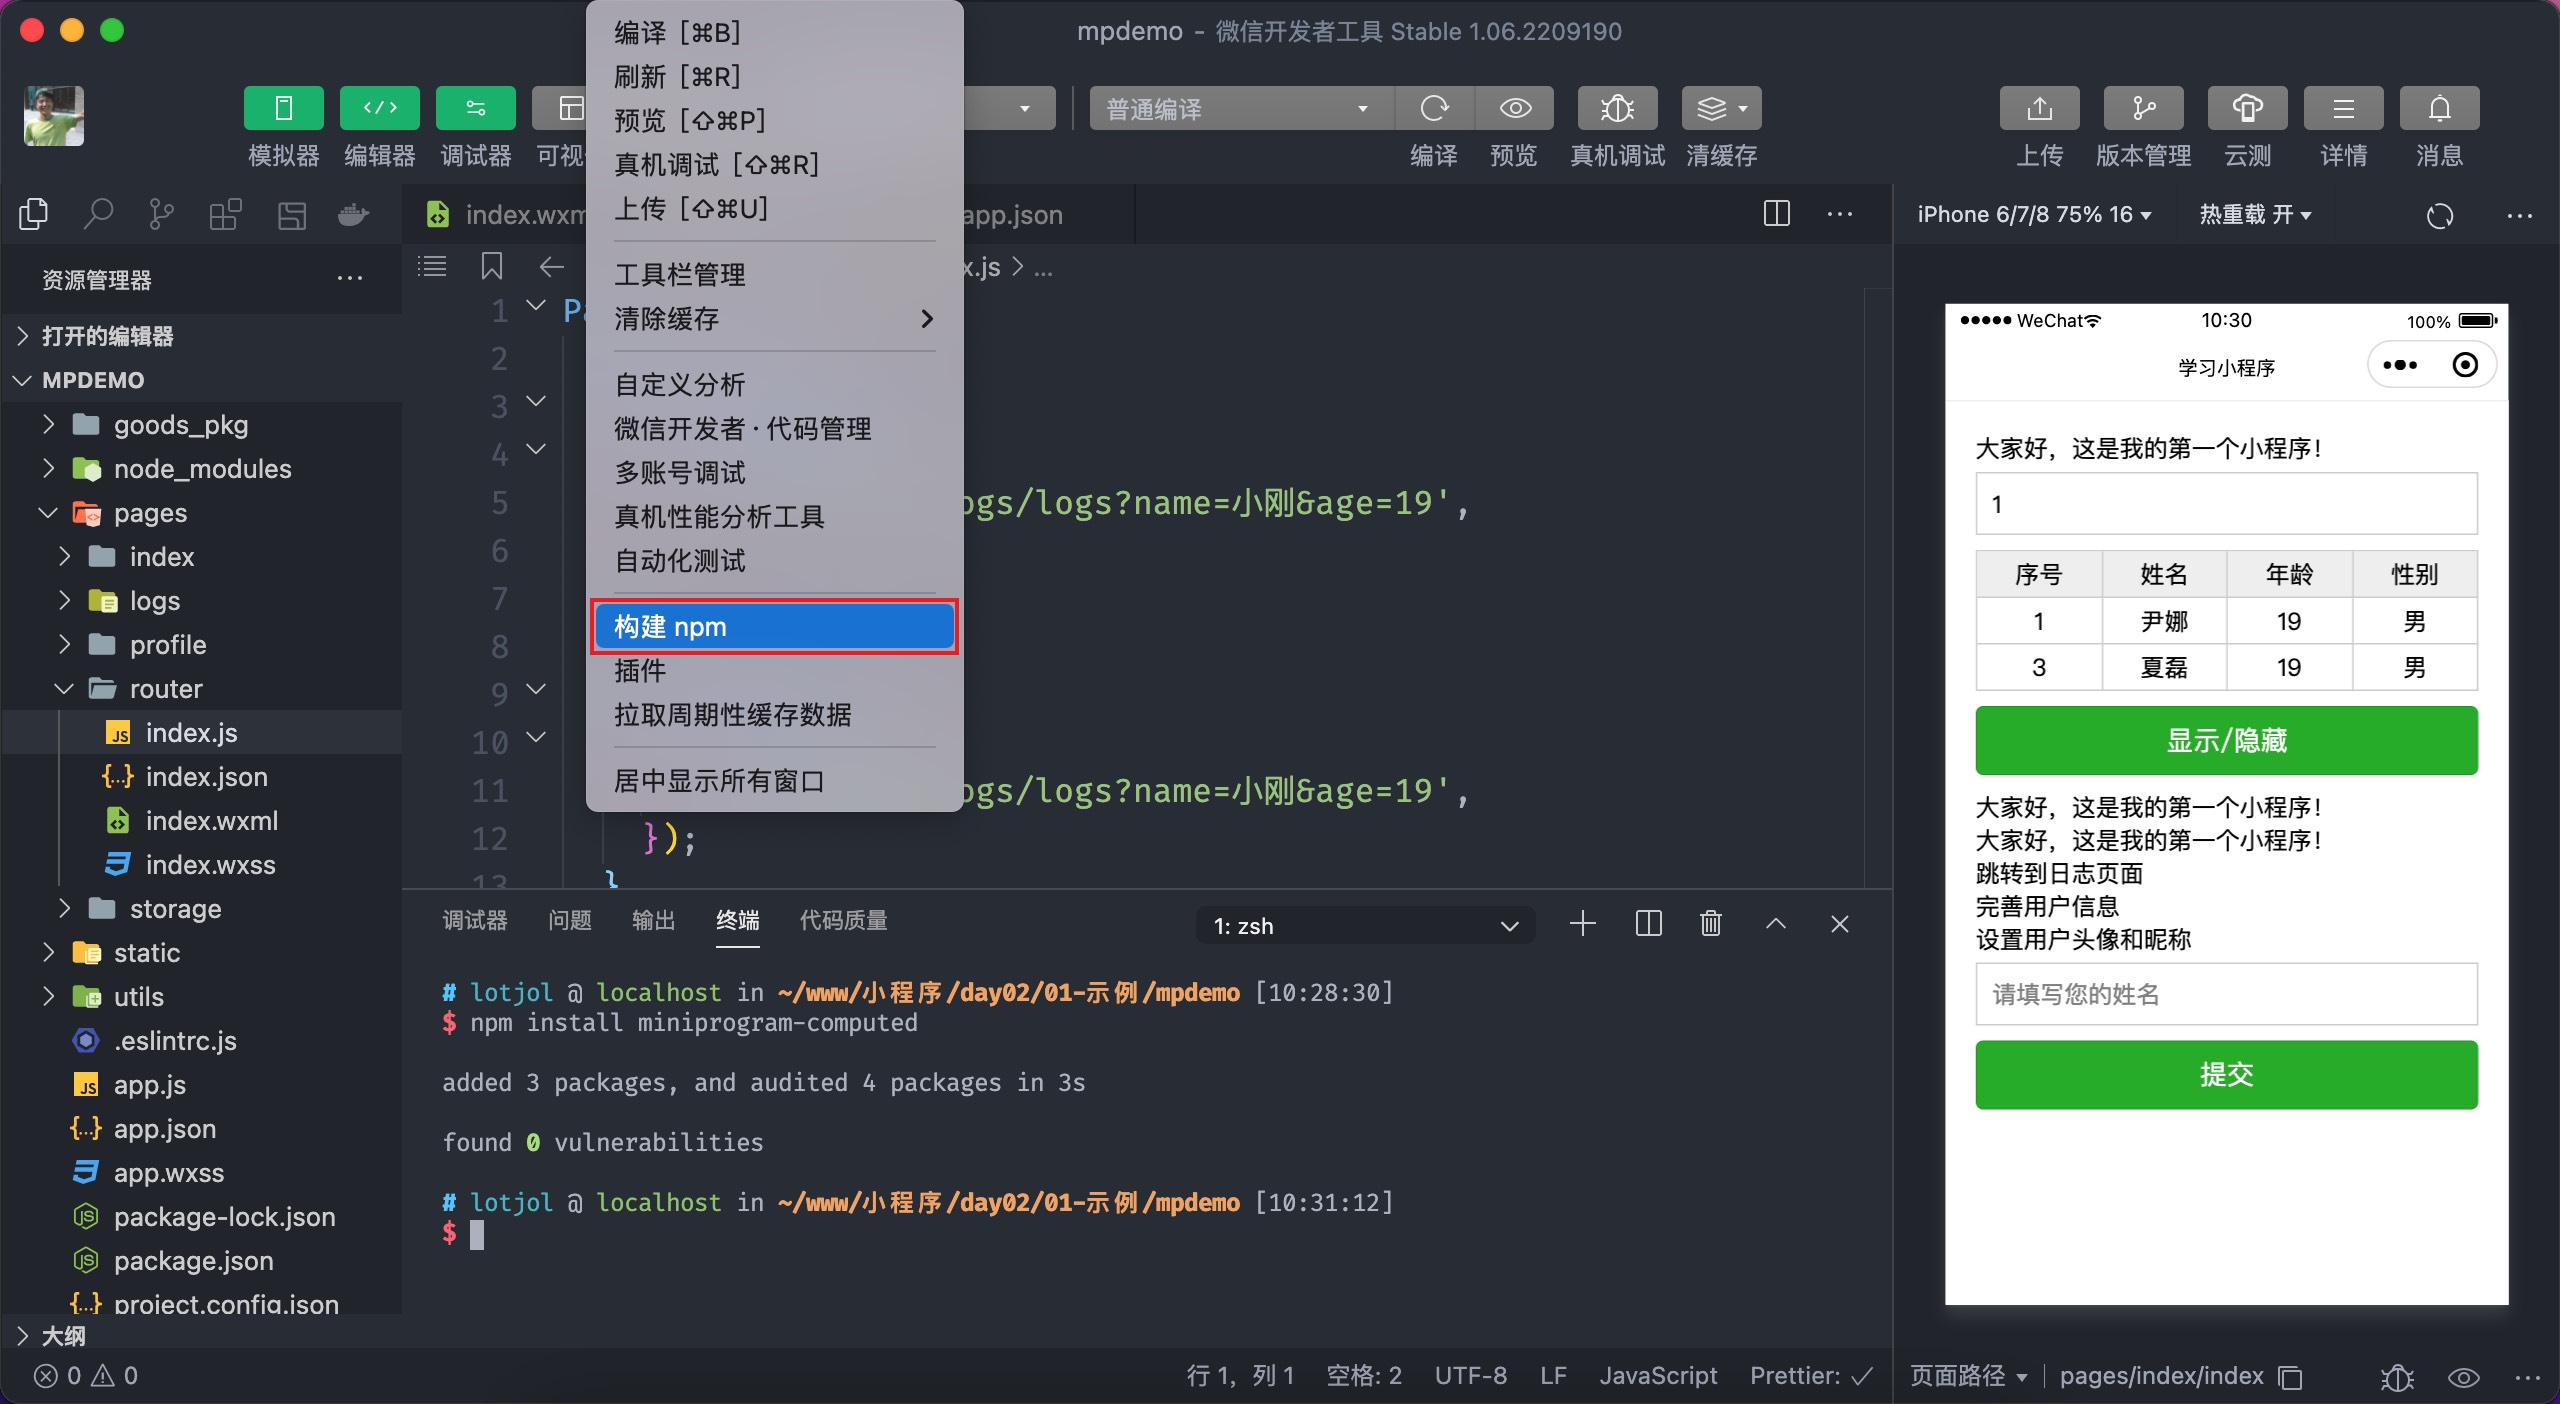 mpdemo - 微信开发者工具 Stable 1.06.2209190
编译 [⌘B]
刷新 [⌘R]
预览 [⇧⌘P]
真机调试 [⇧⌘R]
上传 [⇧⌘U]
工具栏管理
清除缓存
自定义分析
微信开发者·代码管理
多账号调试
真机性能分析工具
自动化测试
构建 npm
插件
拉取周期性缓存数据
居中显示所有窗口
模拟器 编辑器 调试器 可视
普通编译
编译 预览 真机调试 清缓存
上传 版本管理 云测 详情 消息
资源管理器
打开的编辑器
MPDEMO
goods_pkg
node_modules
pages
index
logs
profile
router
index.js
index.json
index.wxml
index.wxss
storage
static
utils
.eslintrc.js
app.js
app.json
app.wxss
package-lock.json
package.json
project.config.json
大纲
0 0
index.wxm app.json
x.js > ...
1 P
2
3
4
5 ogs/logs?name=小刚&age=19',
6
7
8
9
10
11 ogs/logs?name=小刚&age=19',
12 });
13 }
调试器 问题 输出 终端 代码质量
1: zsh
# lotjol @ localhost in ~/www/小程序/day02/01-示例/mpdemo [10:28:30]
$ npm install miniprogram-computed
added 3 packages, and audited 4 packages in 3s
found 0 vulnerabilities
# lotjol @ localhost in ~/www/小程序/day02/01-示例/mpdemo [10:31:12]
$
行 1，列 1 空格: 2 UTF-8 LF JavaScript Prettier: ✓
iPhone 6/7/8 75% 16 热重载 开
WeChat 10:30 100%
学习小程序
大家好，这是我的第一个小程序！
1
序号 姓名 年龄 性别
1 尹娜 19 男
3 夏磊 19 男
显示/隐藏
大家好，这是我的第一个小程序！
大家好，这是我的第一个小程序！
跳转到日志页面
完善用户信息
设置用户头像和昵称
请填写您的姓名
提交
页面路径 pages/index/index